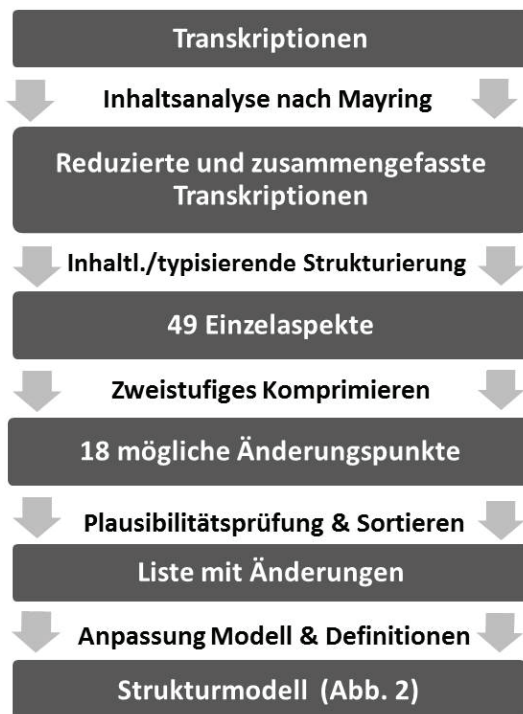 Transkriptionen
Inhaltsanalyse nach Mayring
Reduzierte und zusammengefasste
Transkriptionen
Inhaltl./typisierende Strukturierung
49 Einzelaspekte
Zweistufiges Komprimieren
18 mögliche Änderungspunkte
Plausibilitätsprüfung & Sortieren
Liste mit Änderungen
Anpassung Modell & Definitionen
Strukturmodell (Abb. 2)